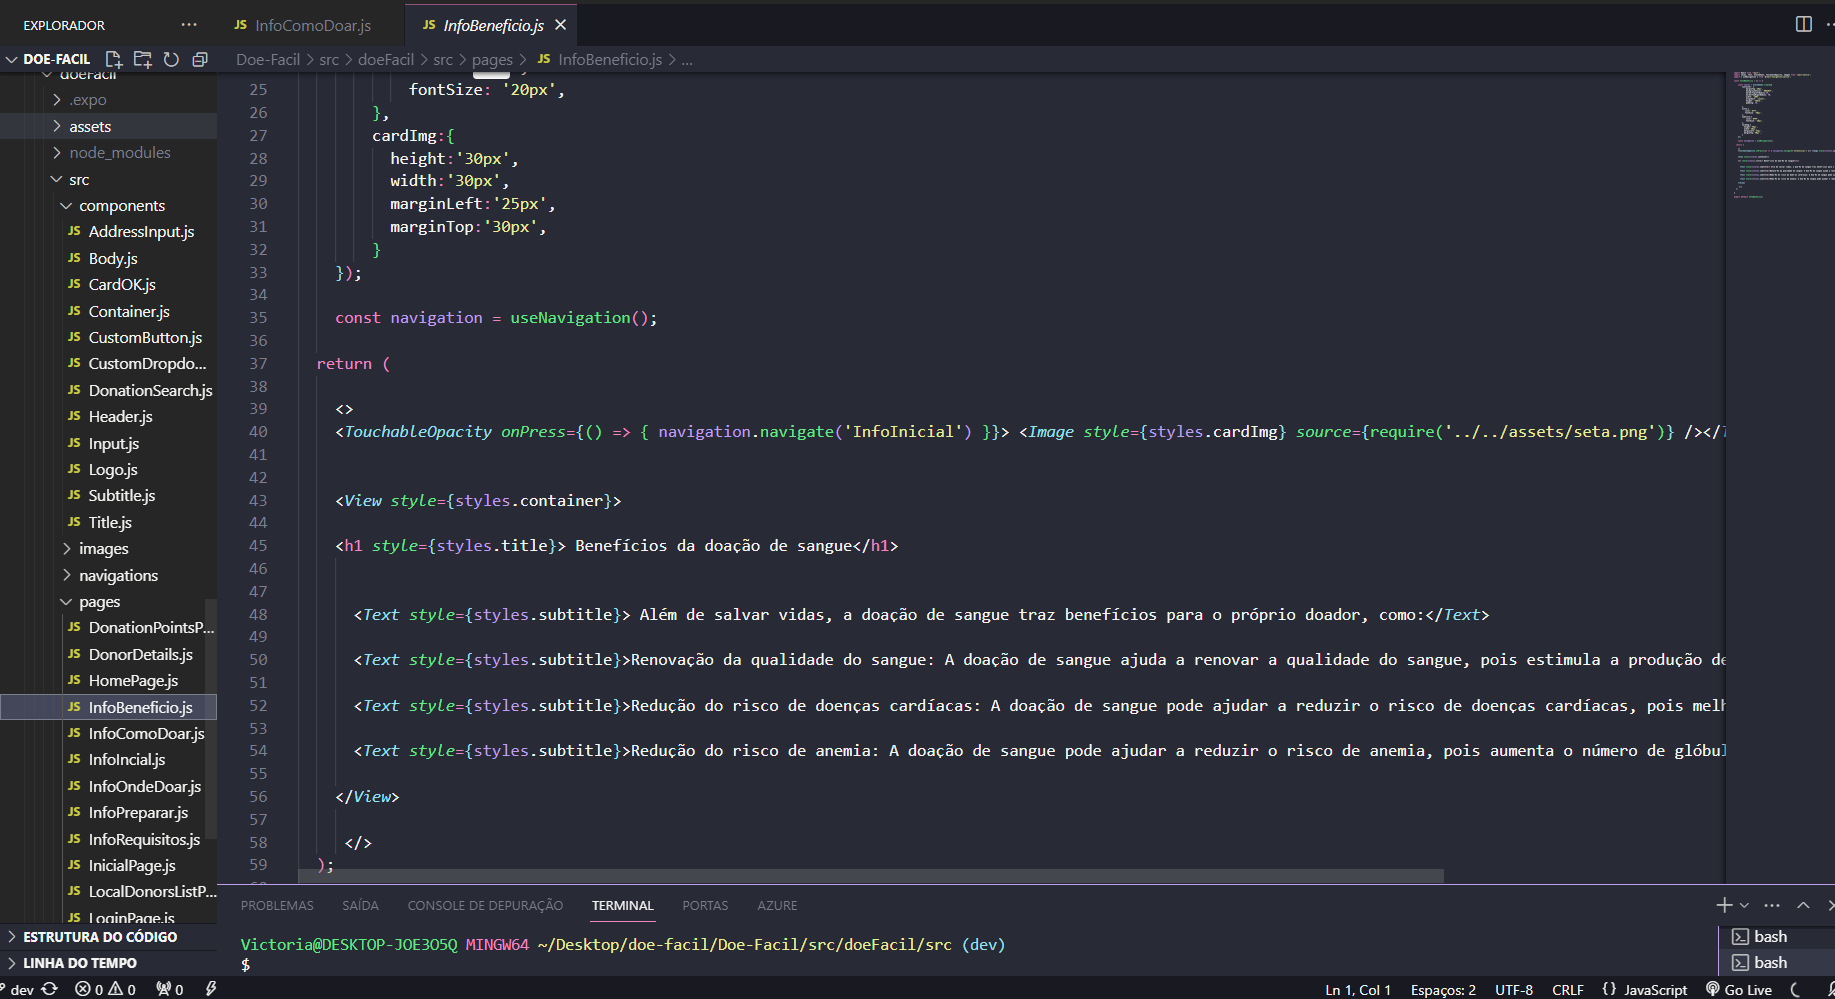 EXPLORADOR ···
JS InfoComoDoar.js
JS InfoBeneficio.js
DOE-FACIL
Doe-Facil > src > doeFacil > src > pages > JS InfoBeneficio.js > ...
doeFacil
.expo
assets
node_modules
src
components
JS AddressInput.js
JS Body.js
JS CardOK.js
JS Container.js
JS CustomButton.js
JS CustomDropdo...
JS DonationSearch.js
JS Header.js
JS Input.js
JS Logo.js
JS Subtitle.js
JS Title.js
images
navigations
pages
JS DonationPointsP...
JS DonorDetails.js
JS HomePage.js
JS InfoBeneficio.js
JS InfoComoDoar.js
JS InfoIncial.js
JS InfoOndeDoar.js
JS InfoPreparar.js
JS InfoRequisitos.js
JS InicialPage.js
JS LocalDonorsListP...
JS LoginPage.js
ESTRUTURA DO CÓDIGO
LINHA DO TEMPO
25 fontSize: '20px',
26 },
27 cardImg:{
28 height:'30px',
29 width:'30px',
30 marginLeft:'25px',
31 marginTop:'30px',
32 }
33 });
34
35 const navigation = useNavigation();
36
37 return (
38
39 <>
40 <TouchableOpacity onPress={() => { navigation.navigate('InfoInicial') }}> <Image style={styles.cardImg} source={require('../../assets/seta.png')} /></
41
42
43 <View style={styles.container}>
44
45 <h1 style={styles.title}> Benefícios da doação de sangue</h1>
46
47
48 <Text style={styles.subtitle}> Além de salvar vidas, a doação de sangue traz benefícios para o próprio doador, como:</Text>
49
50 <Text style={styles.subtitle}>Renovação da qualidade do sangue: A doação de sangue ajuda a renovar a qualidade do sangue, pois estimula a produção de
51
52 <Text style={styles.subtitle}>Redução do risco de doenças cardíacas: A doação de sangue pode ajudar a reduzir o risco de doenças cardíacas, pois melh
53
54 <Text style={styles.subtitle}>Redução do risco de anemia: A doação de sangue pode ajudar a reduzir o risco de anemia, pois aumenta o número de glóbul
55
56 </View>
57
58 </>
59 );
PROBLEMAS SAÍDA CONSOLE DE DEPURAÇÃO TERMINAL PORTAS AZURE
Victoria@DESKTOP-JOE3O5Q MINGW64 ~/Desktop/doe-facil/Doe-Facil/src/doeFacil/src (dev)
$
bash
bash
dev 0 0 0 Ln 1, Col 1 Espaços: 2 UTF-8 CRLF {} JavaScript Go Live